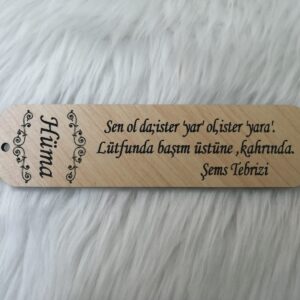 Hüma
Sen ol da;ister 'yar' ol,ister 'yara'.
Lütfunda başım üstüne ,kahrında.
Şems Tebrizi